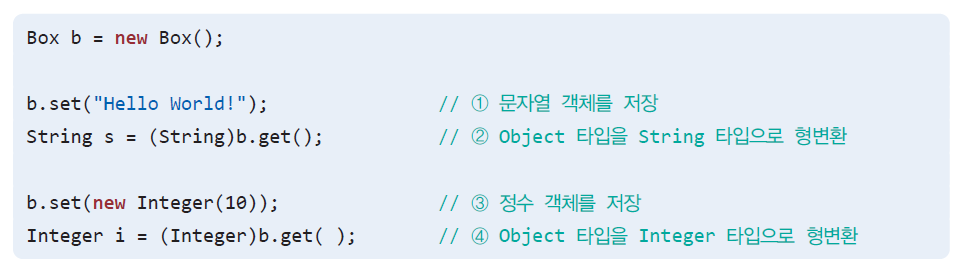 Box b = new Box();
b.set("Hello World!"); // ① 문자열 객체를 저장
String s = (String)b.get(); // ② Object 타입을 String 타입으로 형변환
b.set(new Integer(10)); // ③ 정수 객체를 저장
Integer i = (Integer)b.get( ); // ④ Object 타입을 Integer 타입으로 형변환